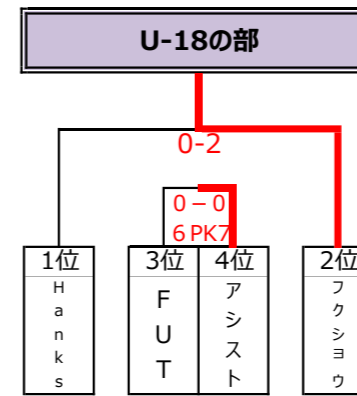 U-18の部
0-2
0 – 0
6 PK7
1位
3位
4位
2位
Hanks
FUT
アシスト
フクショウ